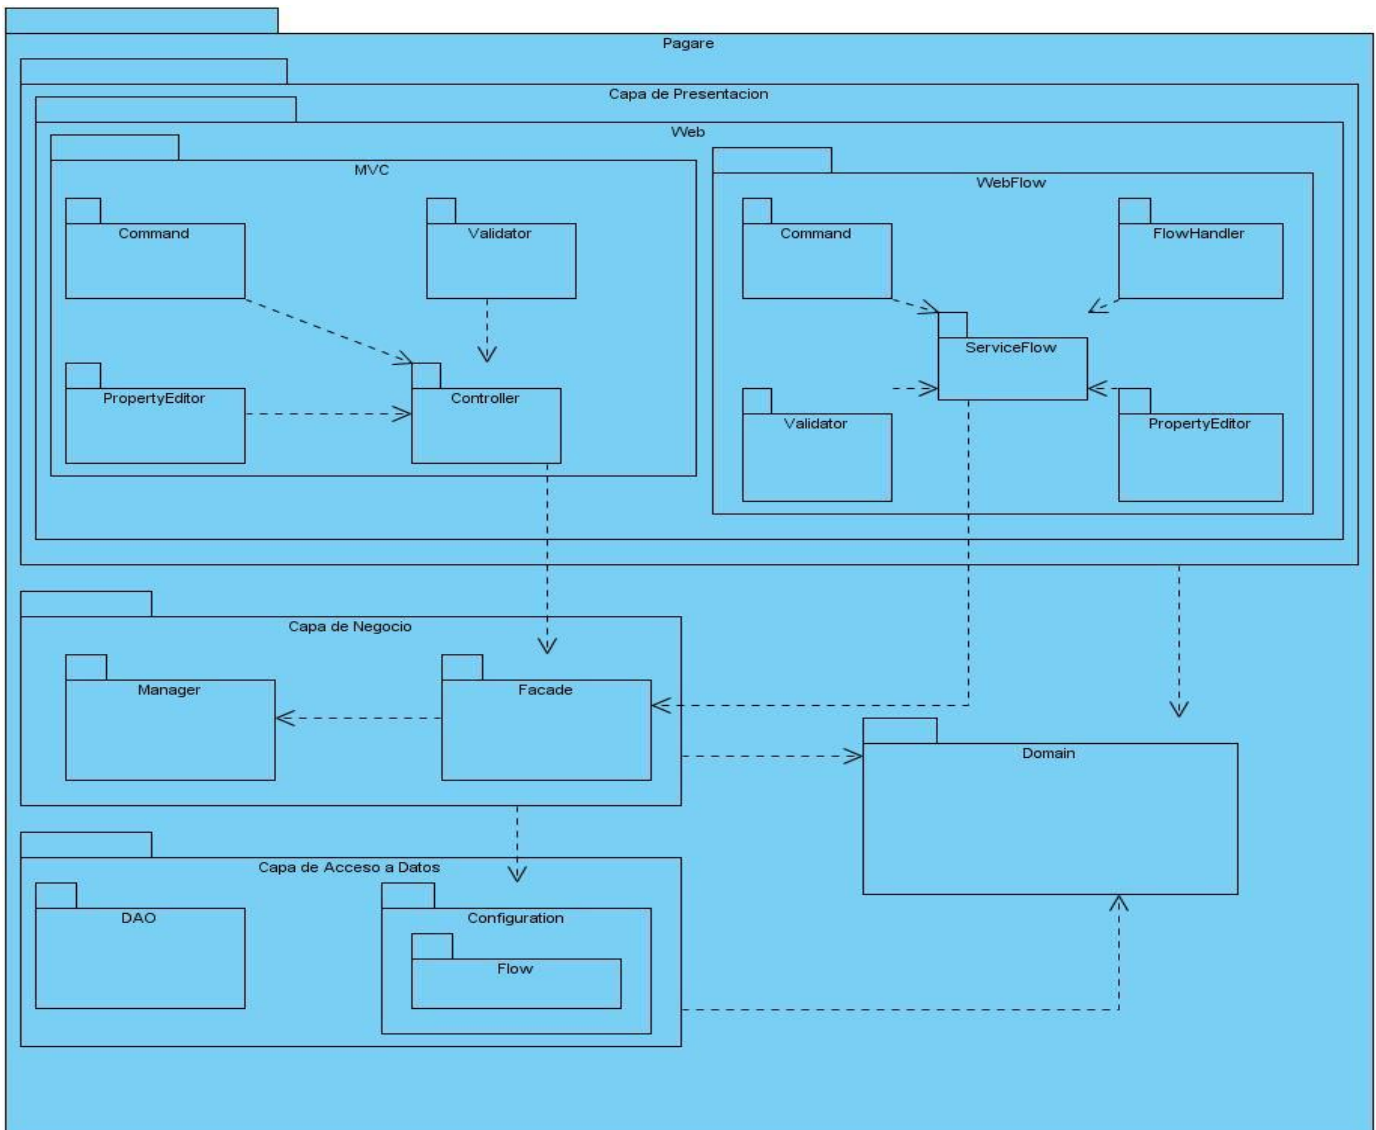 Pagare
Capa de Presentacion
Web
MVC
WebFlow
Command
Validator
Command
FlowHandler
ServiceFlow
PropertyEditor
Controller
Validator
PropertyEditor
Capa de Negocio
Manager
Facade
Domain
Capa de Acceso a Datos
DAO
Configuration
Flow